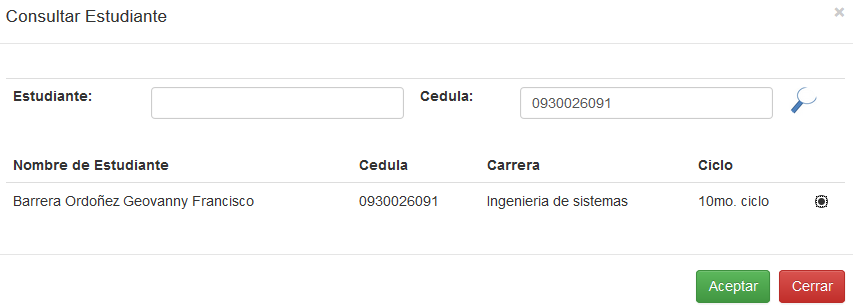 Consultar Estudiante
×
Estudiante: Cedula: 0930026091
Nombre de Estudiante Cedula Carrera Ciclo
Barrera Ordoñez Geovanny Francisco 0930026091 Ingenieria de sistemas 10mo. ciclo
Aceptar Cerrar